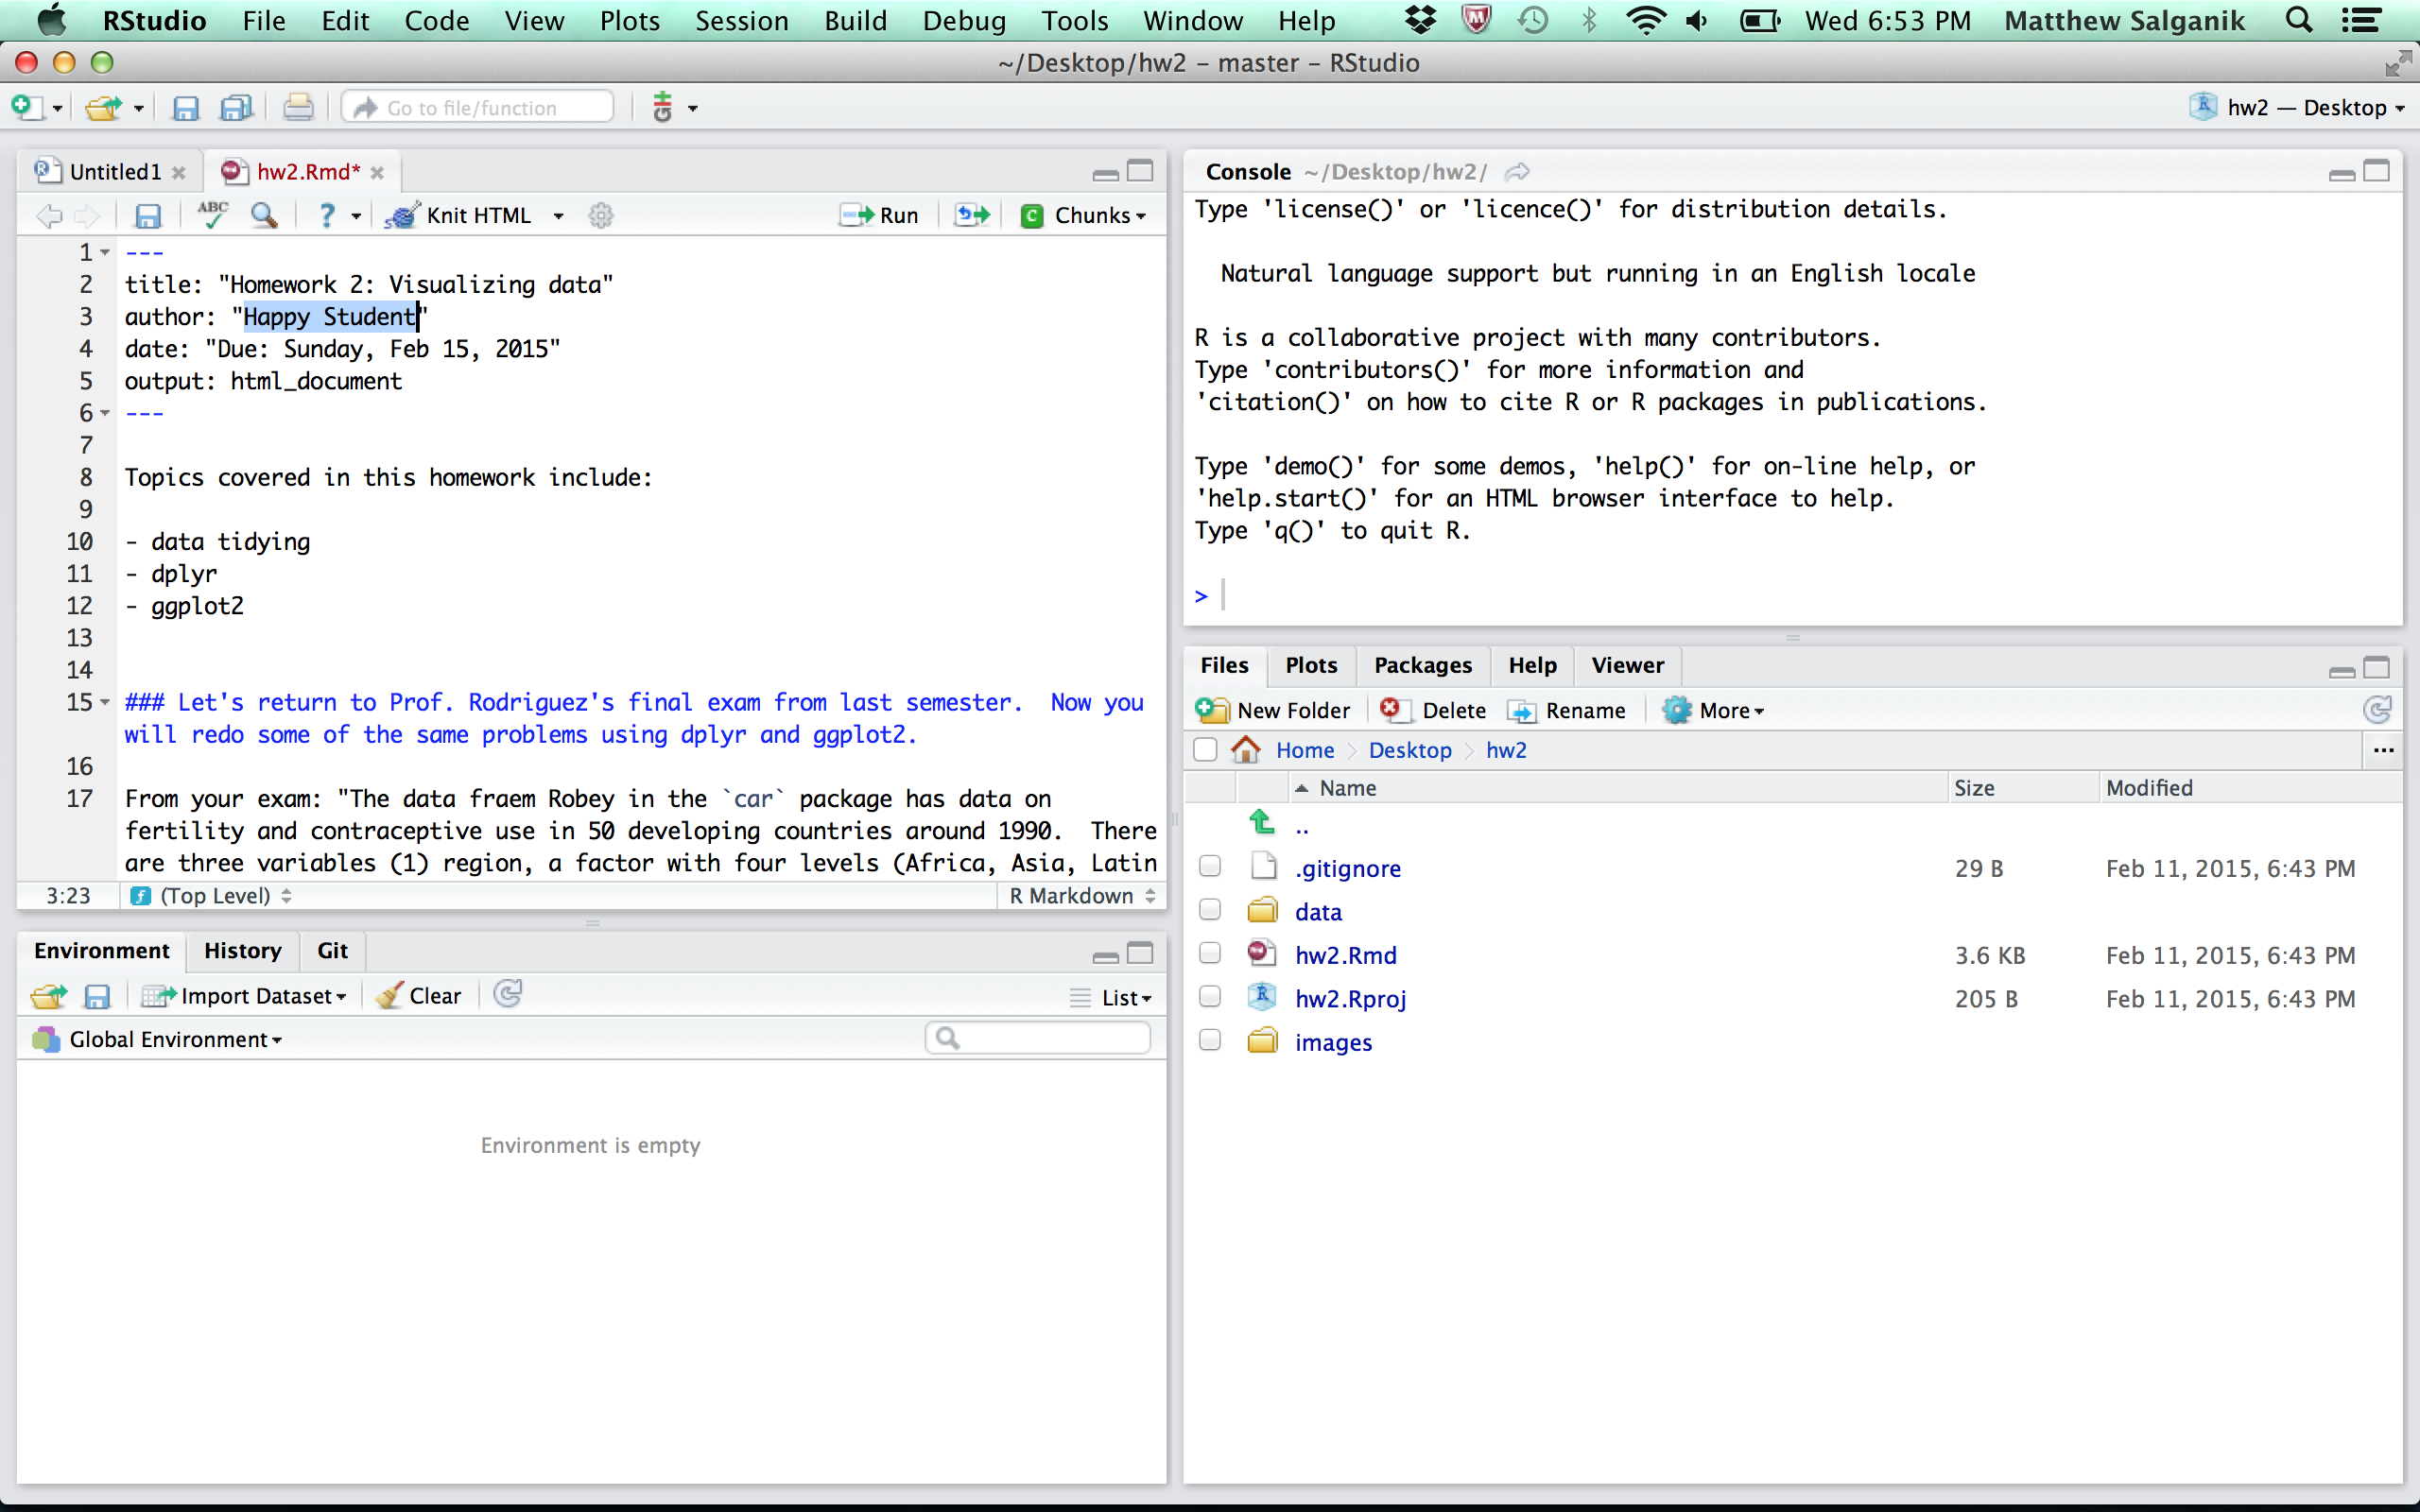 RStudio File Edit Code View Plots Session Build Debug Tools Window Help Wed 6:53 PM Matthew Salganik
~/Desktop/hw2 – master – RStudio
Go to file/function
hw2 — Desktop
Untitled1
hw2.Rmd*
ABC
?
Knit HTML
Run
C Chunks
1 ---
2 title: "Homework 2: Visualizing data"
3 author: "Happy Student"
4 date: "Due: Sunday, Feb 15, 2015"
5 output: html_document
6 ---
7
8 Topics covered in this homework include:
9
10 - data tidying
11 - dplyr
12 - ggplot2
13
14
15 ### Let's return to Prof. Rodriguez's final exam from last semester.  Now you
will redo some of the same problems using dplyr and ggplot2.
16
17 From your exam: "The data fraem Robey in the `car` package has data on
fertility and contraceptive use in 50 developing countries around 1990.  There
are three variables (1) region, a factor with four levels (Africa, Asia, Latin
3:23 (Top Level) R Markdown
Environment History Git
Import Dataset Clear List
Global Environment
Environment is empty
Console ~/Desktop/hw2/
Type 'license()' or 'licence()' for distribution details.
Natural language support but running in an English locale
R is a collaborative project with many contributors.
Type 'contributors()' for more information and
'citation()' on how to cite R or R packages in publications.
Type 'demo()' for some demos, 'help()' for on-line help, or
'help.start()' for an HTML browser interface to help.
Type 'q()' to quit R.
>
Files Plots Packages Help Viewer
New Folder Delete Rename More
Home Desktop hw2 ...
Name Size Modified
..
.gitignore 29 B Feb 11, 2015, 6:43 PM
data
hw2.Rmd 3.6 KB Feb 11, 2015, 6:43 PM
hw2.Rproj 205 B Feb 11, 2015, 6:43 PM
images